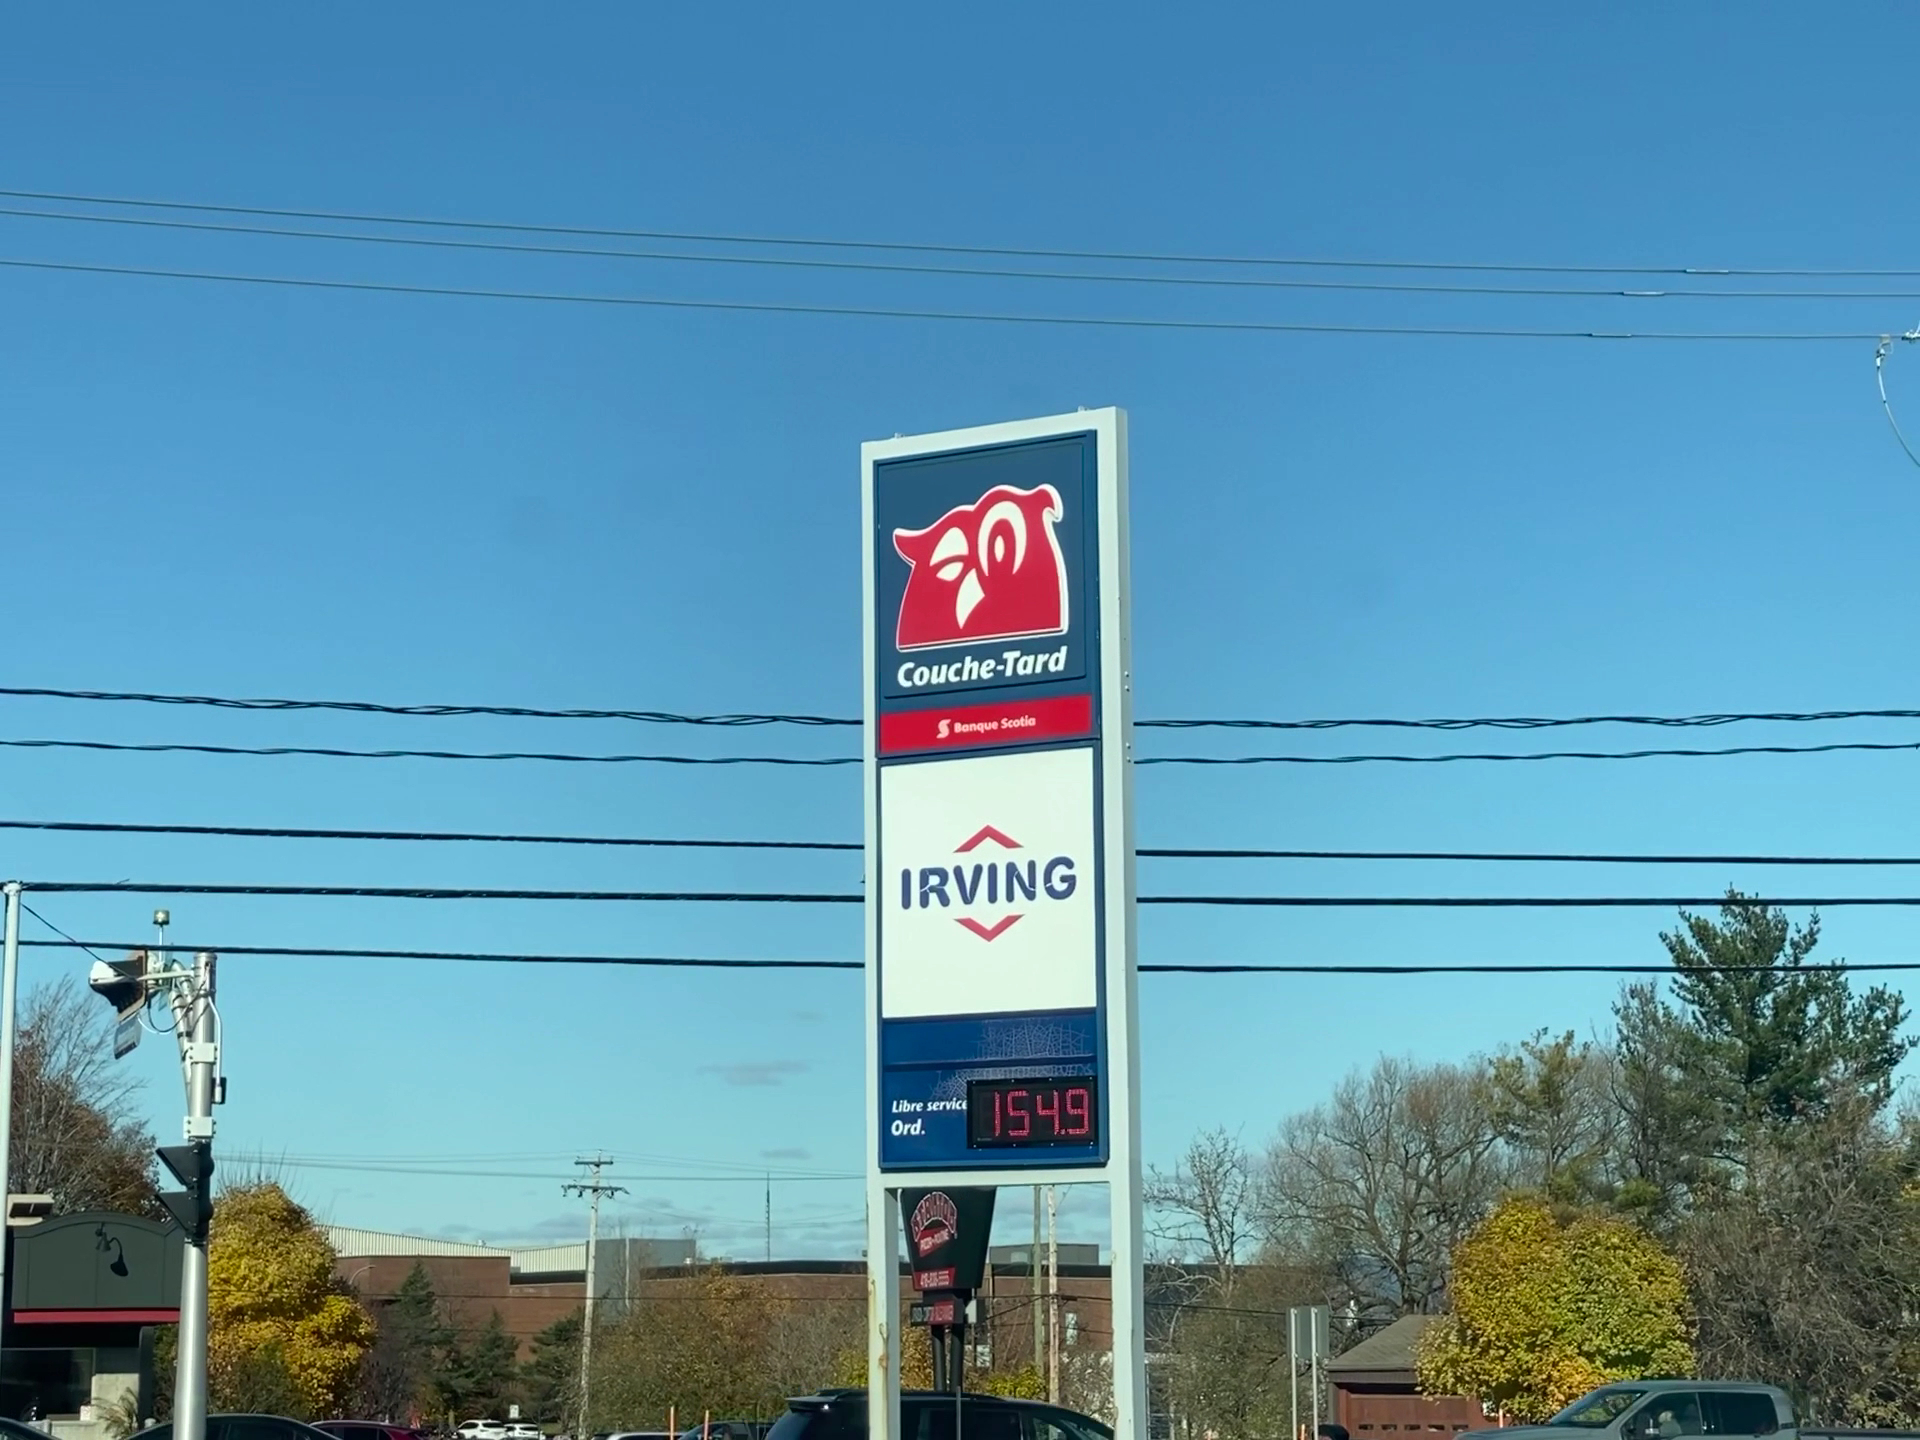 Couche-Tard
Banque Scotia
IRVING
Libre service
Ord.
154.9